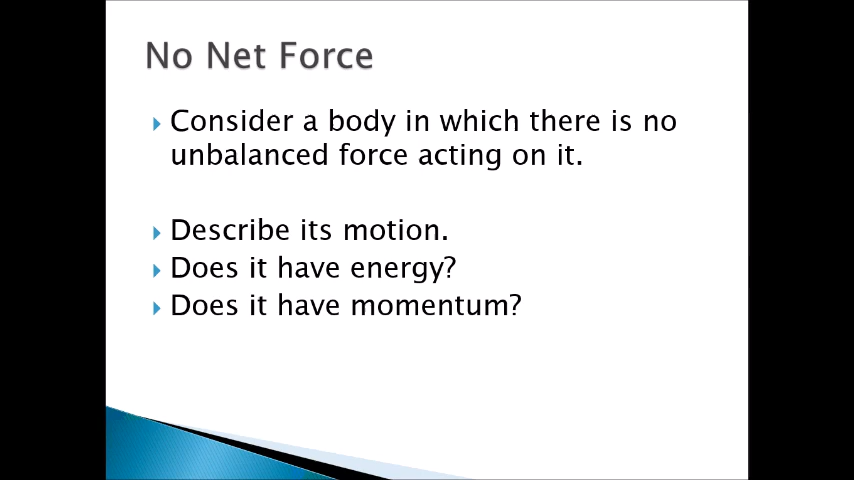 No Net Force
Consider a body in which there is no
unbalanced force acting on it.
Describe its motion.
Does it have energy?
Does it have momentum?